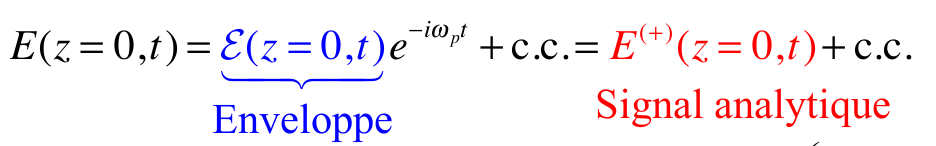 E(z = 0,t) = ℰ(z = 0,t)e^{-iω_p t} + c.c. = E^{(+)}(z = 0,t) + c.c.
Enveloppe
Signal analytique